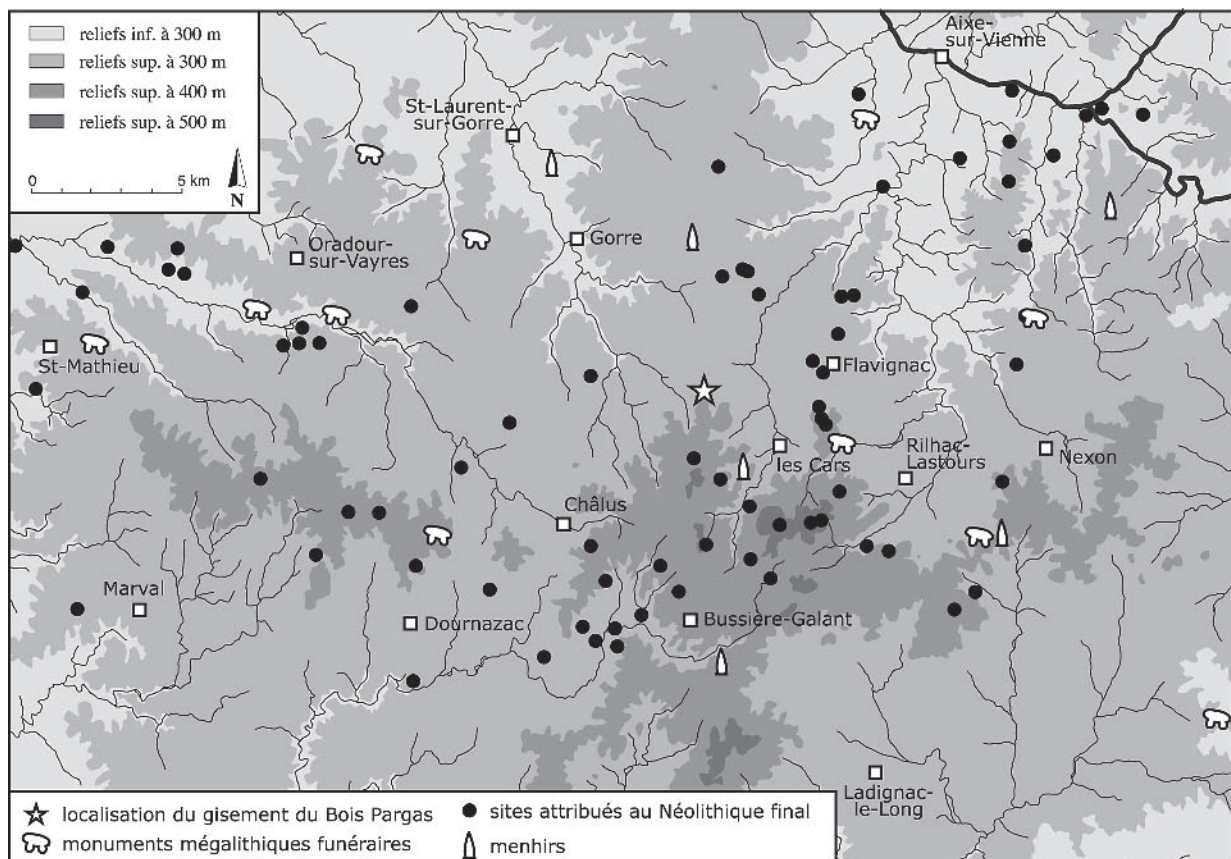 reliefs inf. à 300 m
reliefs sup. à 300 m
reliefs sup. à 400 m
reliefs sup. à 500 m
0 5 km
N
Aixe-
sur-Vienne
St-Laurent-
sur-Gorre
Gorre
Oradour-
sur-Vayres
St-Mathieu
Flavignac
les Cars
Rilhac-
Lastours
Nexon
Châlus
Marval
Dournazac
Bussière-Galant
Ladignac-
le-Long
localisation du gisement du Bois Pargas
sites attribués au Néolithique final
monuments mégalithiques funéraires
menhirs